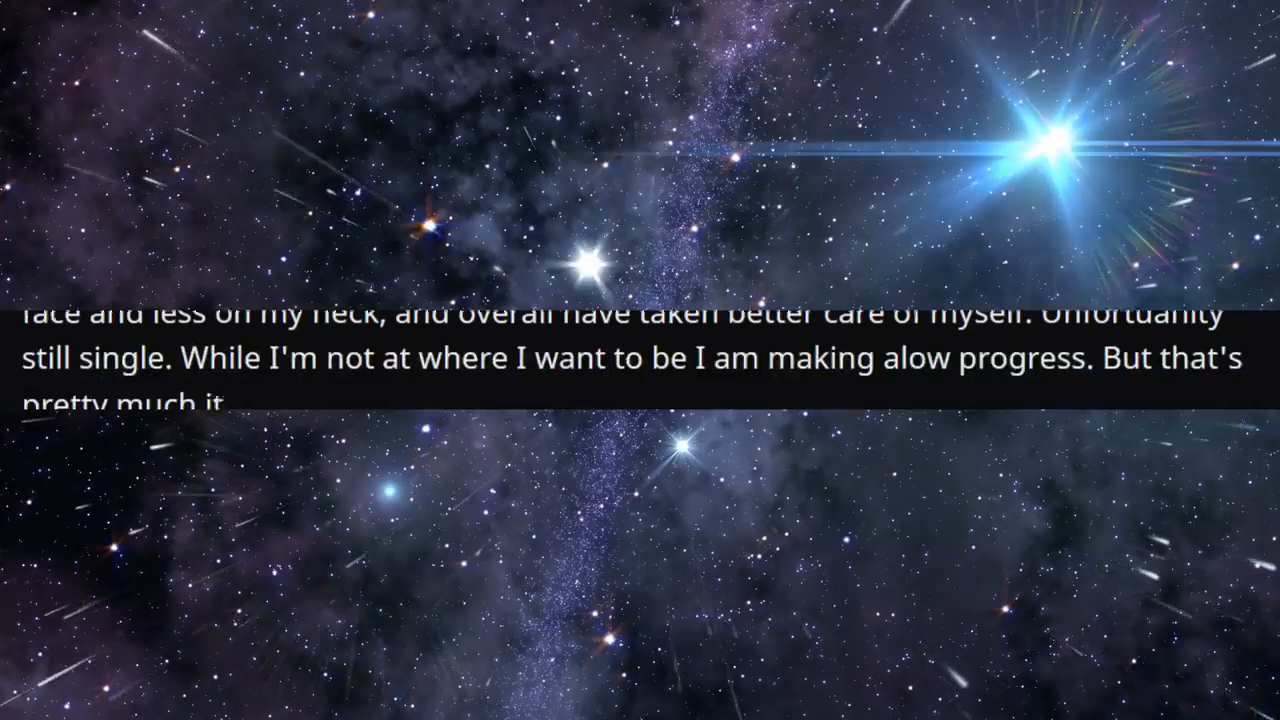 face and less on my neck, and overall have taken better care of myself. Unfortuanity
still single. While I'm not at where I want to be I am making alow progress. But that's
pretty much it